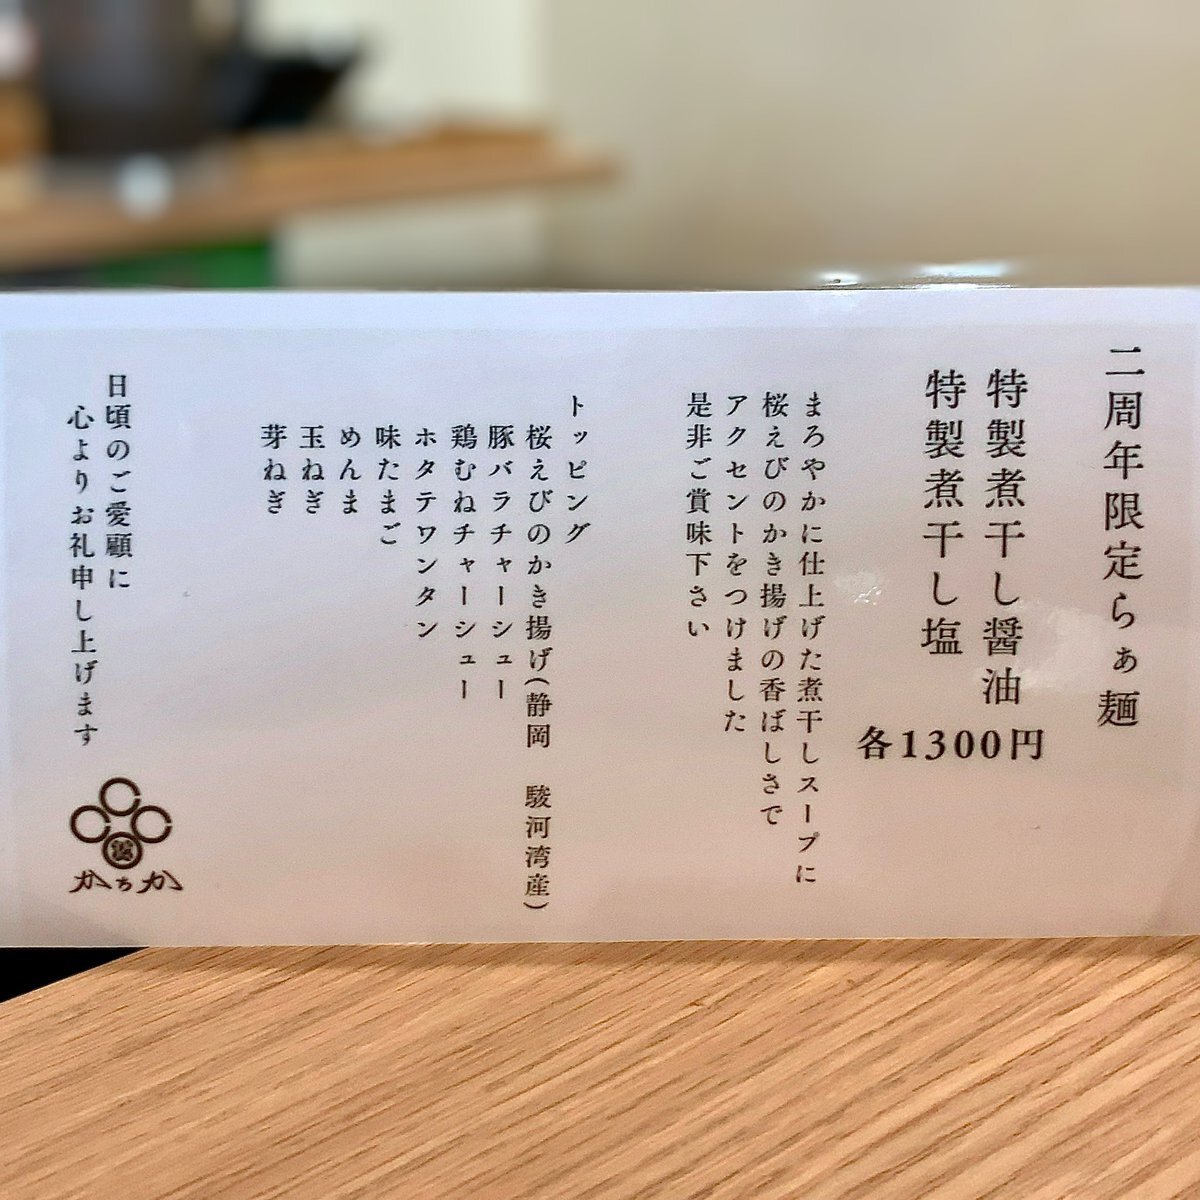 二周年限定らぁ麺
特製煮干し醤油
特製煮干し塩
各1300円
まろやかに仕上げた煮干しスープに
桜えびのかき揚げの香ばしさで
アクセントをつけました
是非ご賞味下さい
トッピング
桜えびのかき揚げ(静岡 駿河湾産)
豚バラチャーシュー
鶏むねチャーシュー
ホタテワンタン
味たまご
めんま
玉ねぎ
芽ねぎ
日頃のご愛顧に
心よりお礼申し上げます